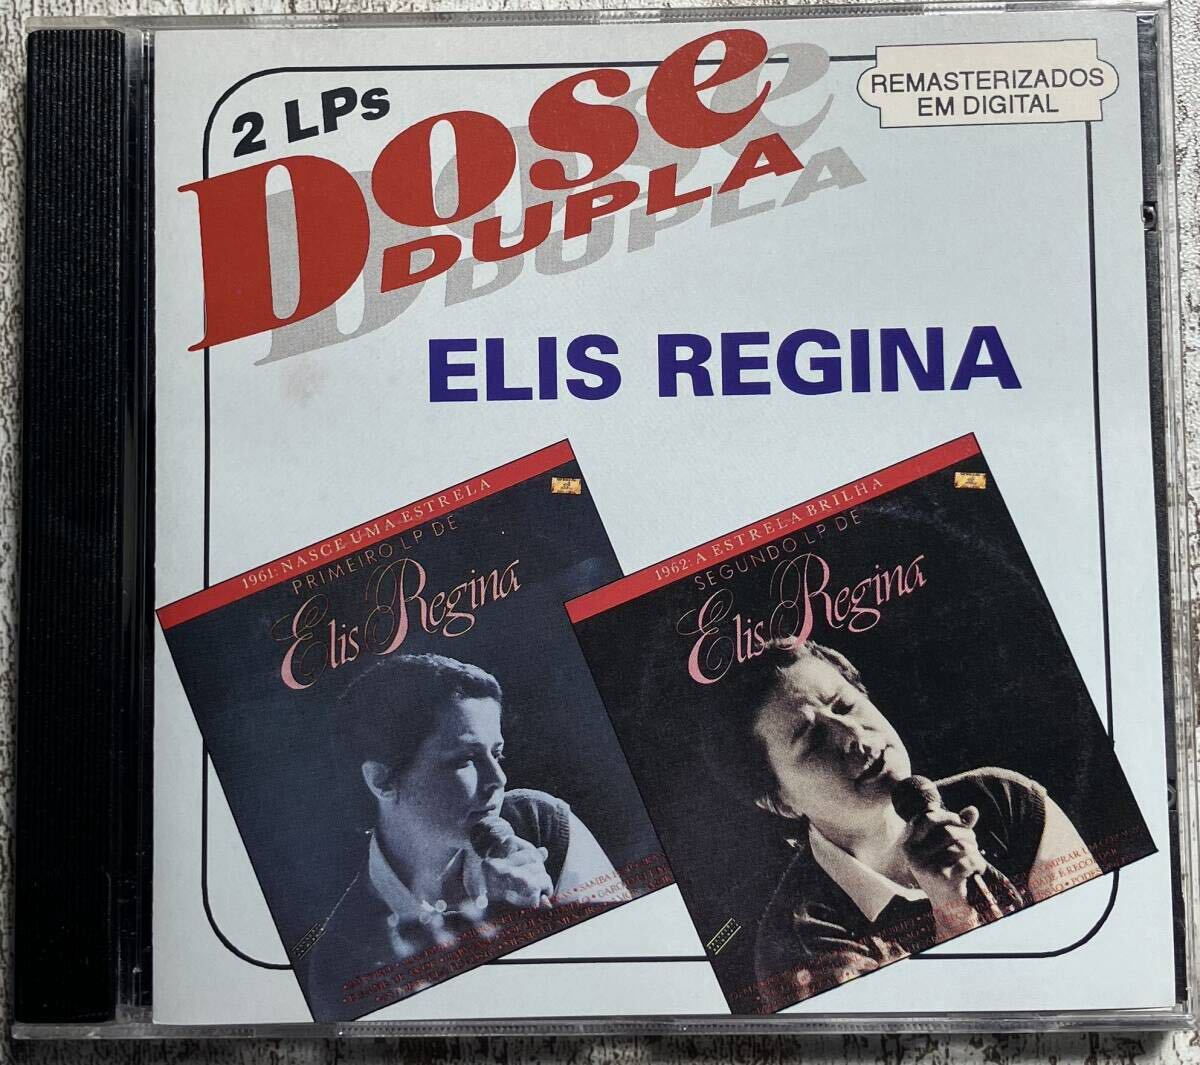 2 LPs
Dose
DUPLA
REMASTERIZADOS
EM DIGITAL
ELIS REGINA
1961: NASCE UMA ESTRELA
PRIMEIRO LP DE
Elis Regina
1962: A ESTRELA BRILHA
SEGUNDO LP DE
Elis Regina